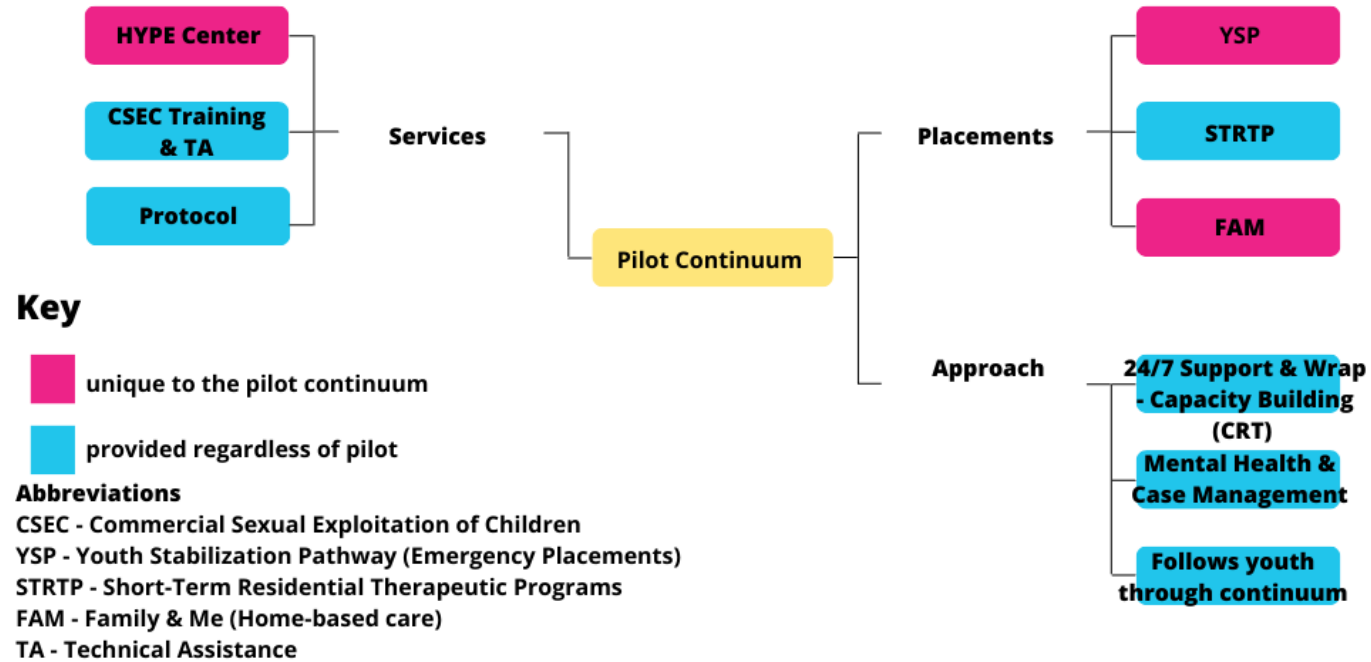 HYPE Center
CSEC Training
& TA
Protocol
Services
Pilot Continuum
Placements
YSP
STRTP
FAM
Approach
24/7 Support & Wrap
- Capacity Building
(CRT)
Mental Health &
Case Management
Follows youth
through continuum
Key
unique to the pilot continuum
provided regardless of pilot
Abbreviations
CSEC - Commercial Sexual Exploitation of Children
YSP - Youth Stabilization Pathway (Emergency Placements)
STRTP - Short-Term Residential Therapeutic Programs
FAM - Family & Me (Home-based care)
TA - Technical Assistance